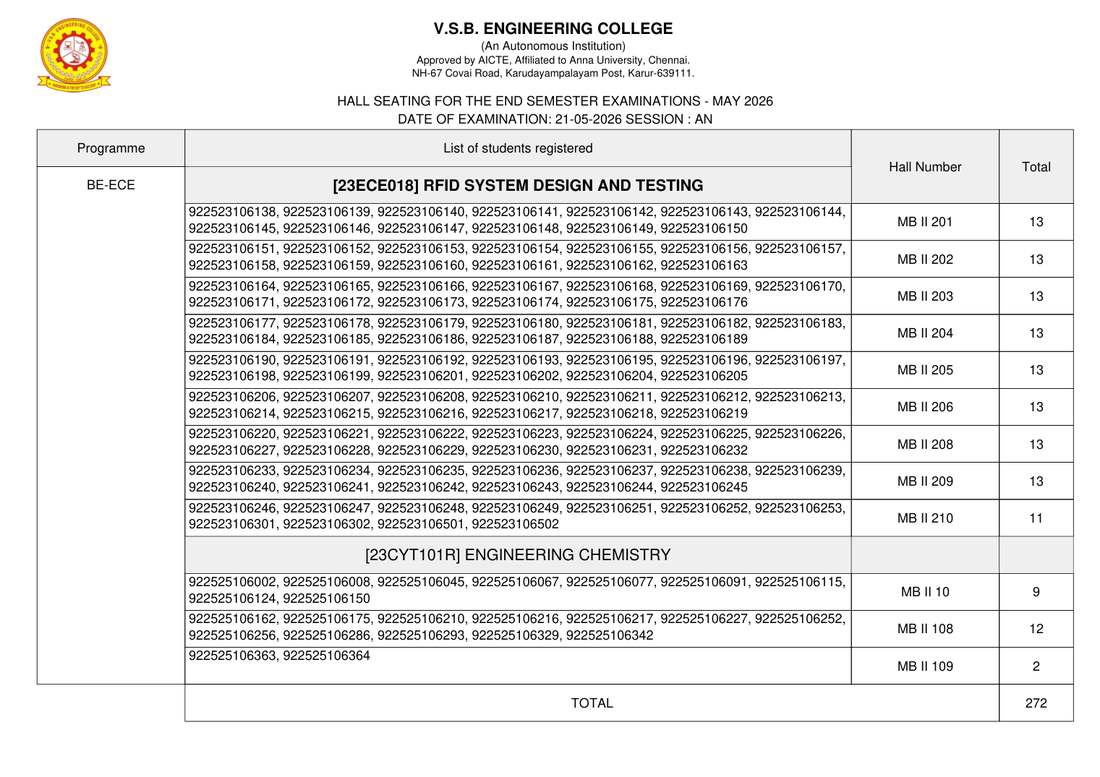 V.S.B. ENGINEERING COLLEGE
(An Autonomous Institution)
Approved by AICTE, Affiliated to Anna University, Chennai.
NH-67 Covai Road, Karudayampalayam Post, Karur-639111.
HALL SEATING FOR THE END SEMESTER EXAMINATIONS - MAY 2026
DATE OF EXAMINATION: 21-05-2026 SESSION : AN
Programme
List of students registered
Hall Number
Total
BE-ECE
[23ECE018] RFID SYSTEM DESIGN AND TESTING
922523106138, 922523106139, 922523106140, 922523106141, 922523106142, 922523106143, 922523106144,
922523106145, 922523106146, 922523106147, 922523106148, 922523106149, 922523106150
MB II 201
13
922523106151, 922523106152, 922523106153, 922523106154, 922523106155, 922523106156, 922523106157,
922523106158, 922523106159, 922523106160, 922523106161, 922523106162, 922523106163
MB II 202
13
922523106164, 922523106165, 922523106166, 922523106167, 922523106168, 922523106169, 922523106170,
922523106171, 922523106172, 922523106173, 922523106174, 922523106175, 922523106176
MB II 203
13
922523106177, 922523106178, 922523106179, 922523106180, 922523106181, 922523106182, 922523106183,
922523106184, 922523106185, 922523106186, 922523106187, 922523106188, 922523106189
MB II 204
13
922523106190, 922523106191, 922523106192, 922523106193, 922523106195, 922523106196, 922523106197,
922523106198, 922523106199, 922523106201, 922523106202, 922523106204, 922523106205
MB II 205
13
922523106206, 922523106207, 922523106208, 922523106210, 922523106211, 922523106212, 922523106213,
922523106214, 922523106215, 922523106216, 922523106217, 922523106218, 922523106219
MB II 206
13
922523106220, 922523106221, 922523106222, 922523106223, 922523106224, 922523106225, 922523106226,
922523106227, 922523106228, 922523106229, 922523106230, 922523106231, 922523106232
MB II 208
13
922523106233, 922523106234, 922523106235, 922523106236, 922523106237, 922523106238, 922523106239,
922523106240, 922523106241, 922523106242, 922523106243, 922523106244, 922523106245
MB II 209
13
922523106246, 922523106247, 922523106248, 922523106249, 922523106251, 922523106252, 922523106253,
922523106301, 922523106302, 922523106501, 922523106502
MB II 210
11
[23CYT101R] ENGINEERING CHEMISTRY
922525106002, 922525106008, 922525106045, 922525106067, 922525106077, 922525106091, 922525106115,
922525106124, 922525106150
MB II 10
9
922525106162, 922525106175, 922525106210, 922525106216, 922525106217, 922525106227, 922525106252,
922525106256, 922525106286, 922525106293, 922525106329, 922525106342
MB II 108
12
922525106363, 922525106364
MB II 109
2
TOTAL
272